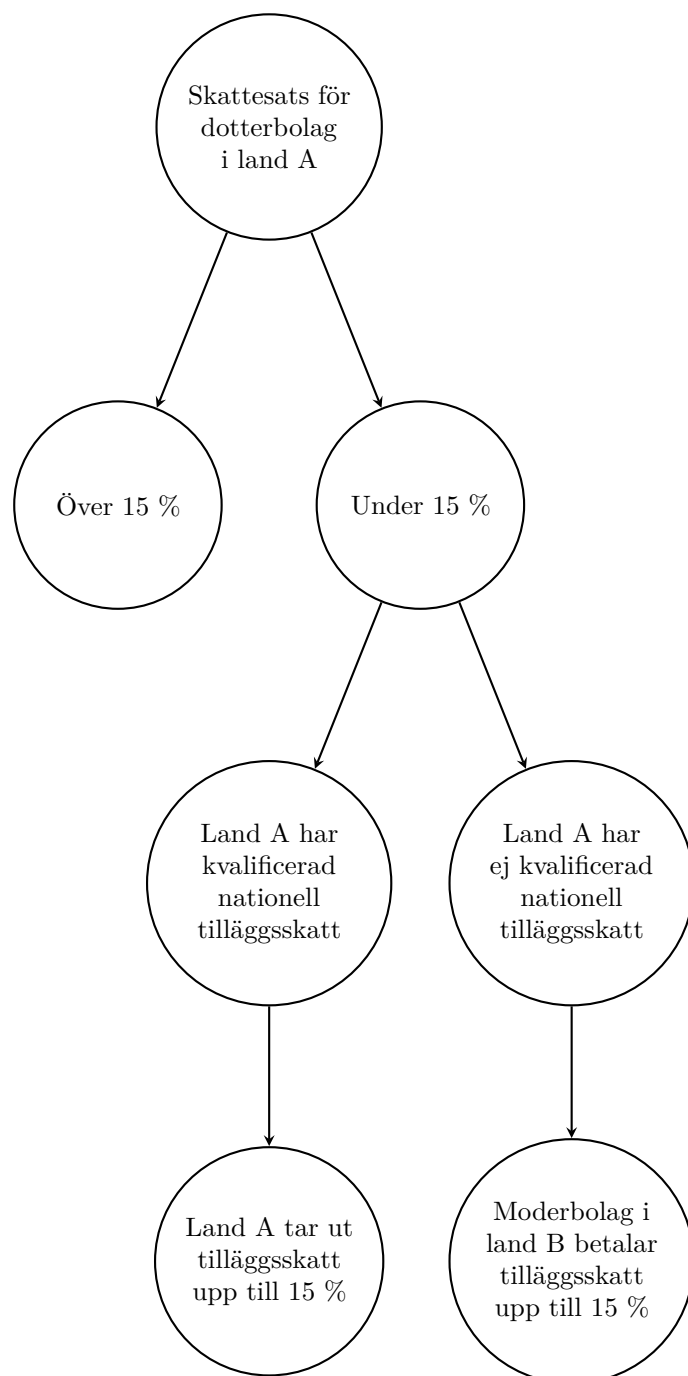 Skattesats för
dotterbolag
i land A
Över 15 %
Under 15 %
Land A har
kvalificerad
nationell
tilläggsskatt
Land A har
ej kvalificerad
nationell
tilläggsskatt
Land A tar ut
tilläggsskatt
upp till 15 %
Moderbolag i
land B betalar
tilläggsskatt
upp till 15 %